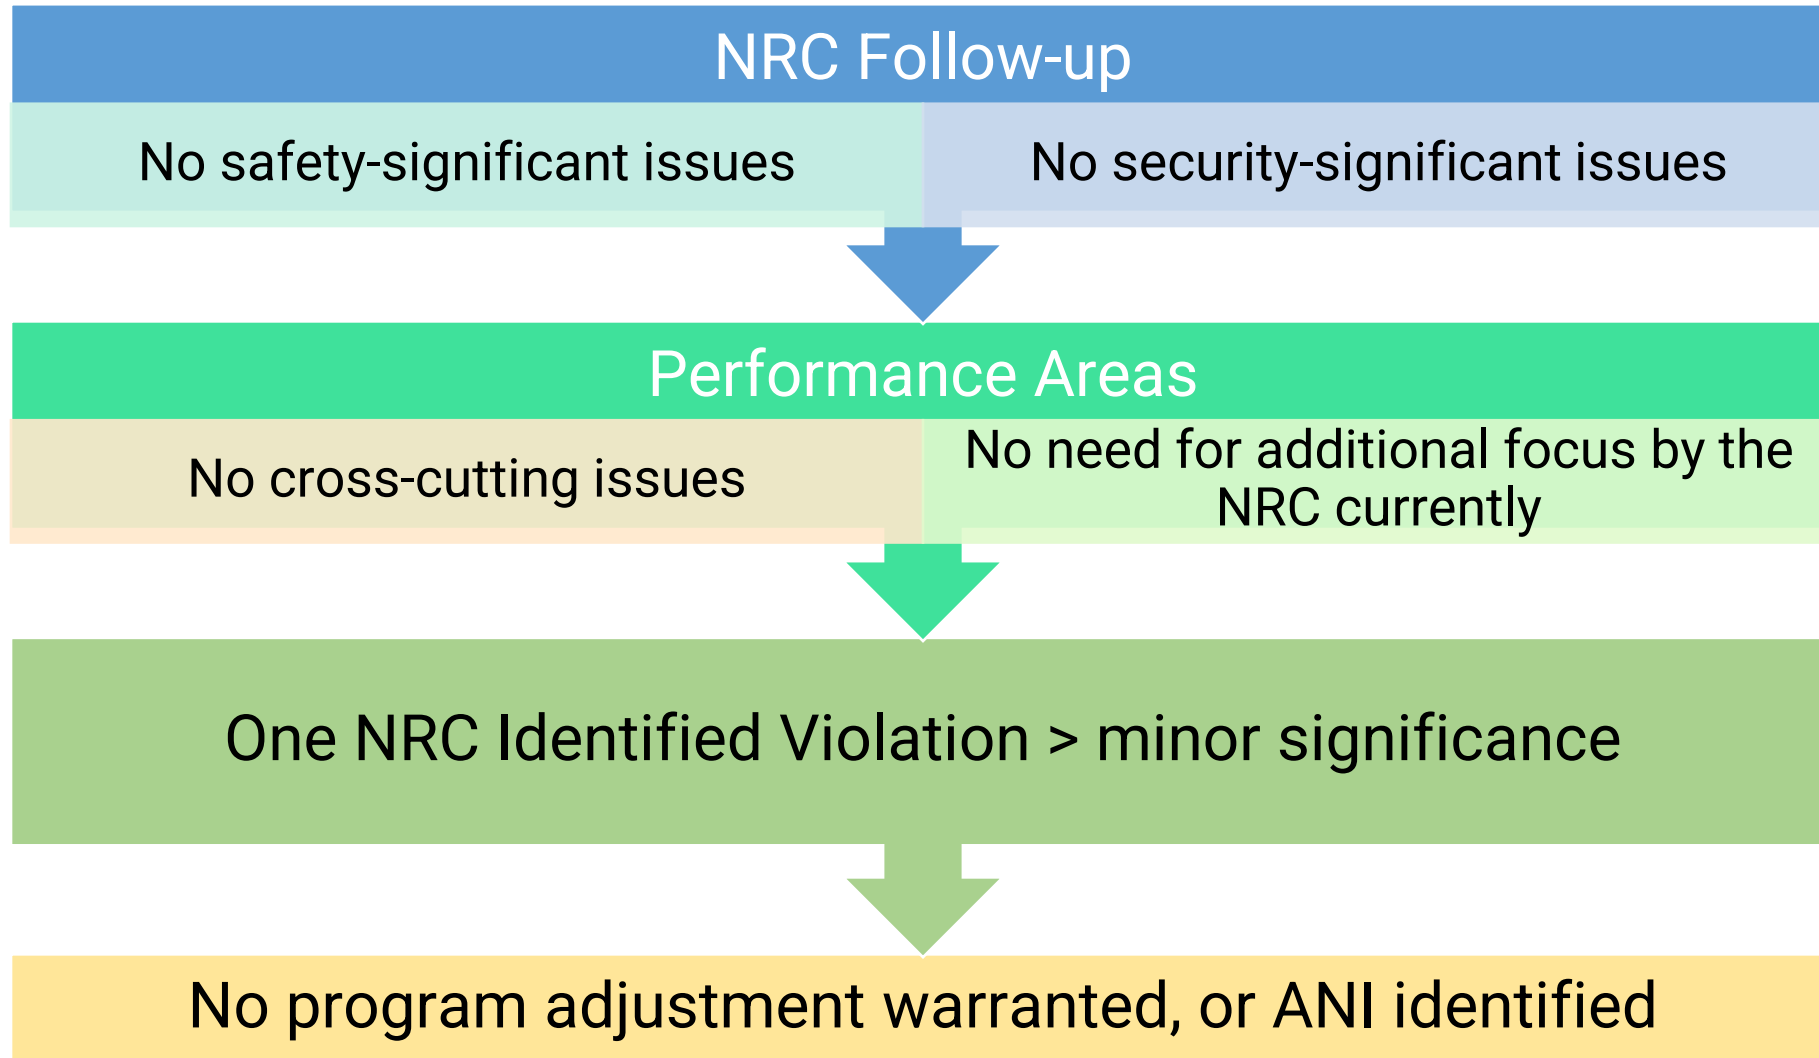 NRC Follow-up
No safety-significant issues
No security-significant issues
Performance Areas
No cross-cutting issues
No need for additional focus by the
NRC currently
One NRC Identified Violation > minor significance
No program adjustment warranted, or ANI identified